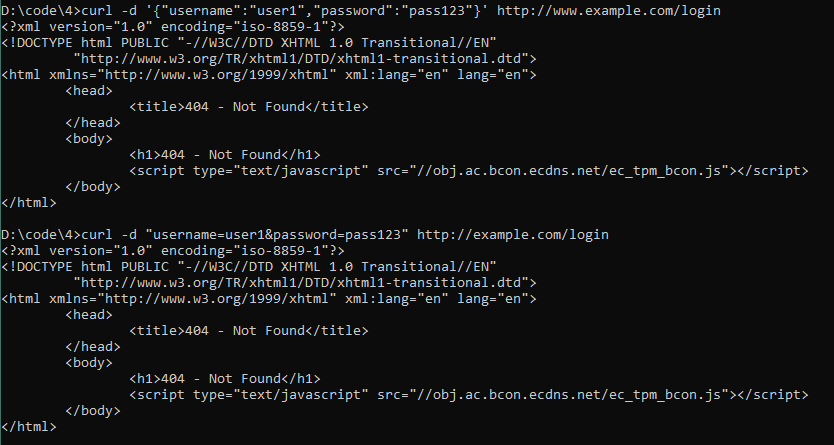 D:\code\4>curl -d '{"username":"user1","password":"pass123"}' http://www.example.com/login
<?xml version="1.0" encoding="iso-8859-1"?>
<!DOCTYPE html PUBLIC "-//W3C//DTD XHTML 1.0 Transitional//EN"
         "http://www.w3.org/TR/xhtml1/DTD/xhtml1-transitional.dtd">
<html xmlns="http://www.w3.org/1999/xhtml" xml:lang="en" lang="en">
        <head>
                <title>404 - Not Found</title>
        </head>
        <body>
                <h1>404 - Not Found</h1>
                <script type="text/javascript" src="//obj.ac.bcon.ecdns.net/ec_tpm_bcon.js"></script>
        </body>
</html>

D:\code\4>curl -d "username=user1&password=pass123" http://example.com/login
<?xml version="1.0" encoding="iso-8859-1"?>
<!DOCTYPE html PUBLIC "-//W3C//DTD XHTML 1.0 Transitional//EN"
         "http://www.w3.org/TR/xhtml1/DTD/xhtml1-transitional.dtd">
<html xmlns="http://www.w3.org/1999/xhtml" xml:lang="en" lang="en">
        <head>
                <title>404 - Not Found</title>
        </head>
        <body>
                <h1>404 - Not Found</h1>
                <script type="text/javascript" src="//obj.ac.bcon.ecdns.net/ec_tpm_bcon.js"></script>
        </body>
</html>